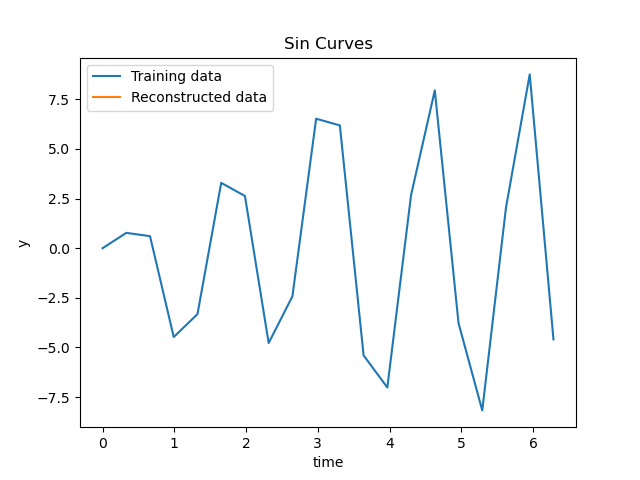 Sin Curves
Training data
Reconstructed data
7.5
5.0
2.5
0.0
−2.5
−5.0
−7.5
y
0 1 2 3 4 5 6
time